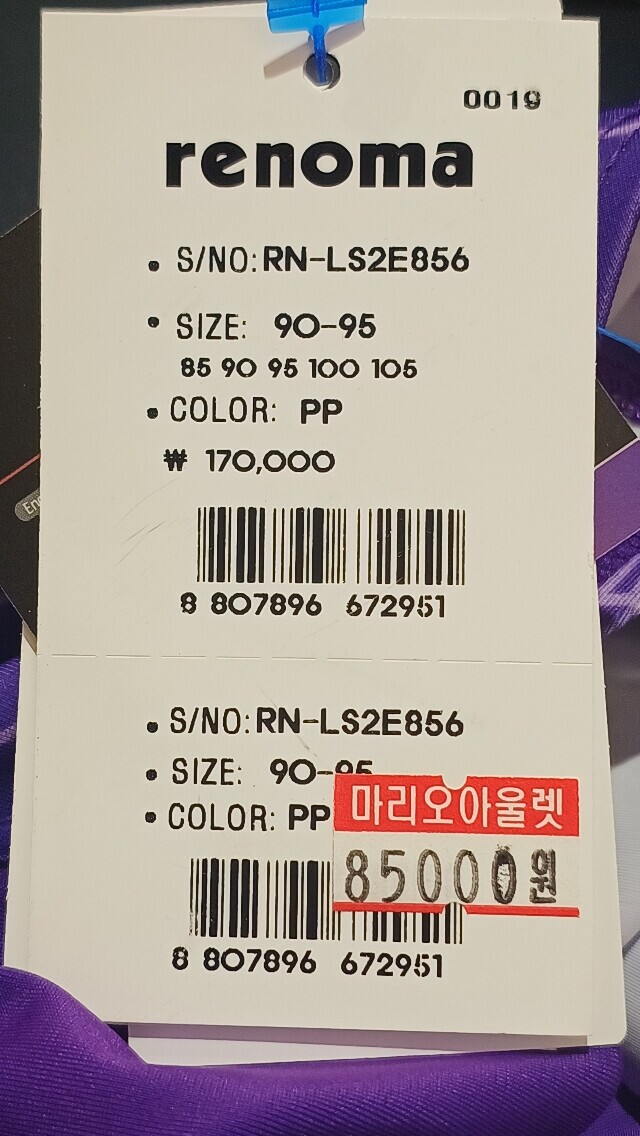 0019
renoma
• S/NO: RN-LS2E856
• SIZE: 90-95
85 90 95 100 105
• COLOR: PP
₩ 170,000
8 807896 672951
• S/NO: RN-LS2E856
• SIZE: 90-95
• COLOR: PP
마리오아울렛
85000원
8 807896 672951